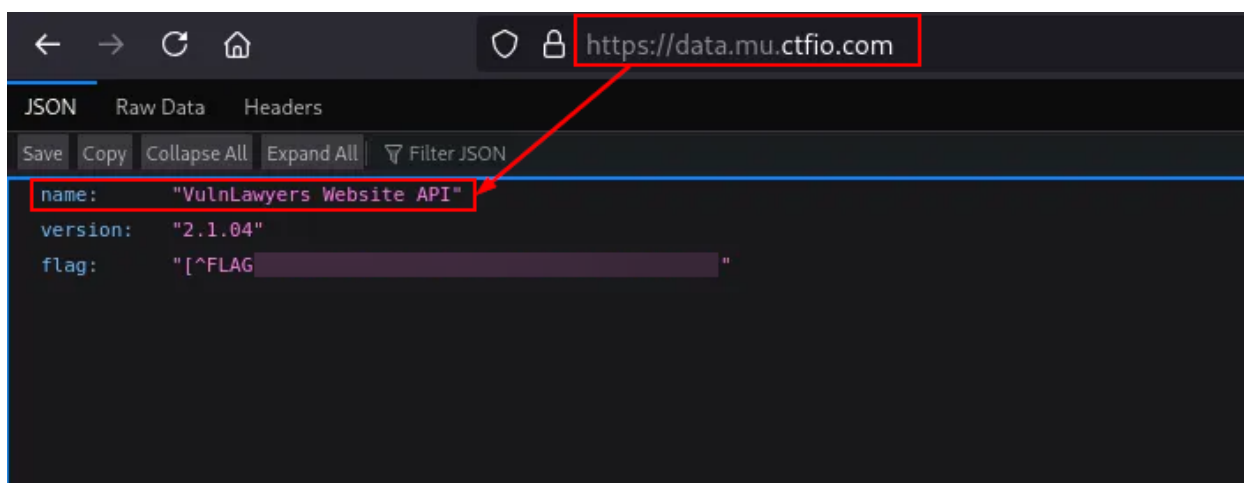 https://data.mu.ctfio.com
JSON Raw Data Headers
Save Copy Collapse All Expand All Filter JSON
name: "VulnLawyers Website API"
version: "2.1.04"
flag: "[^FLAG "